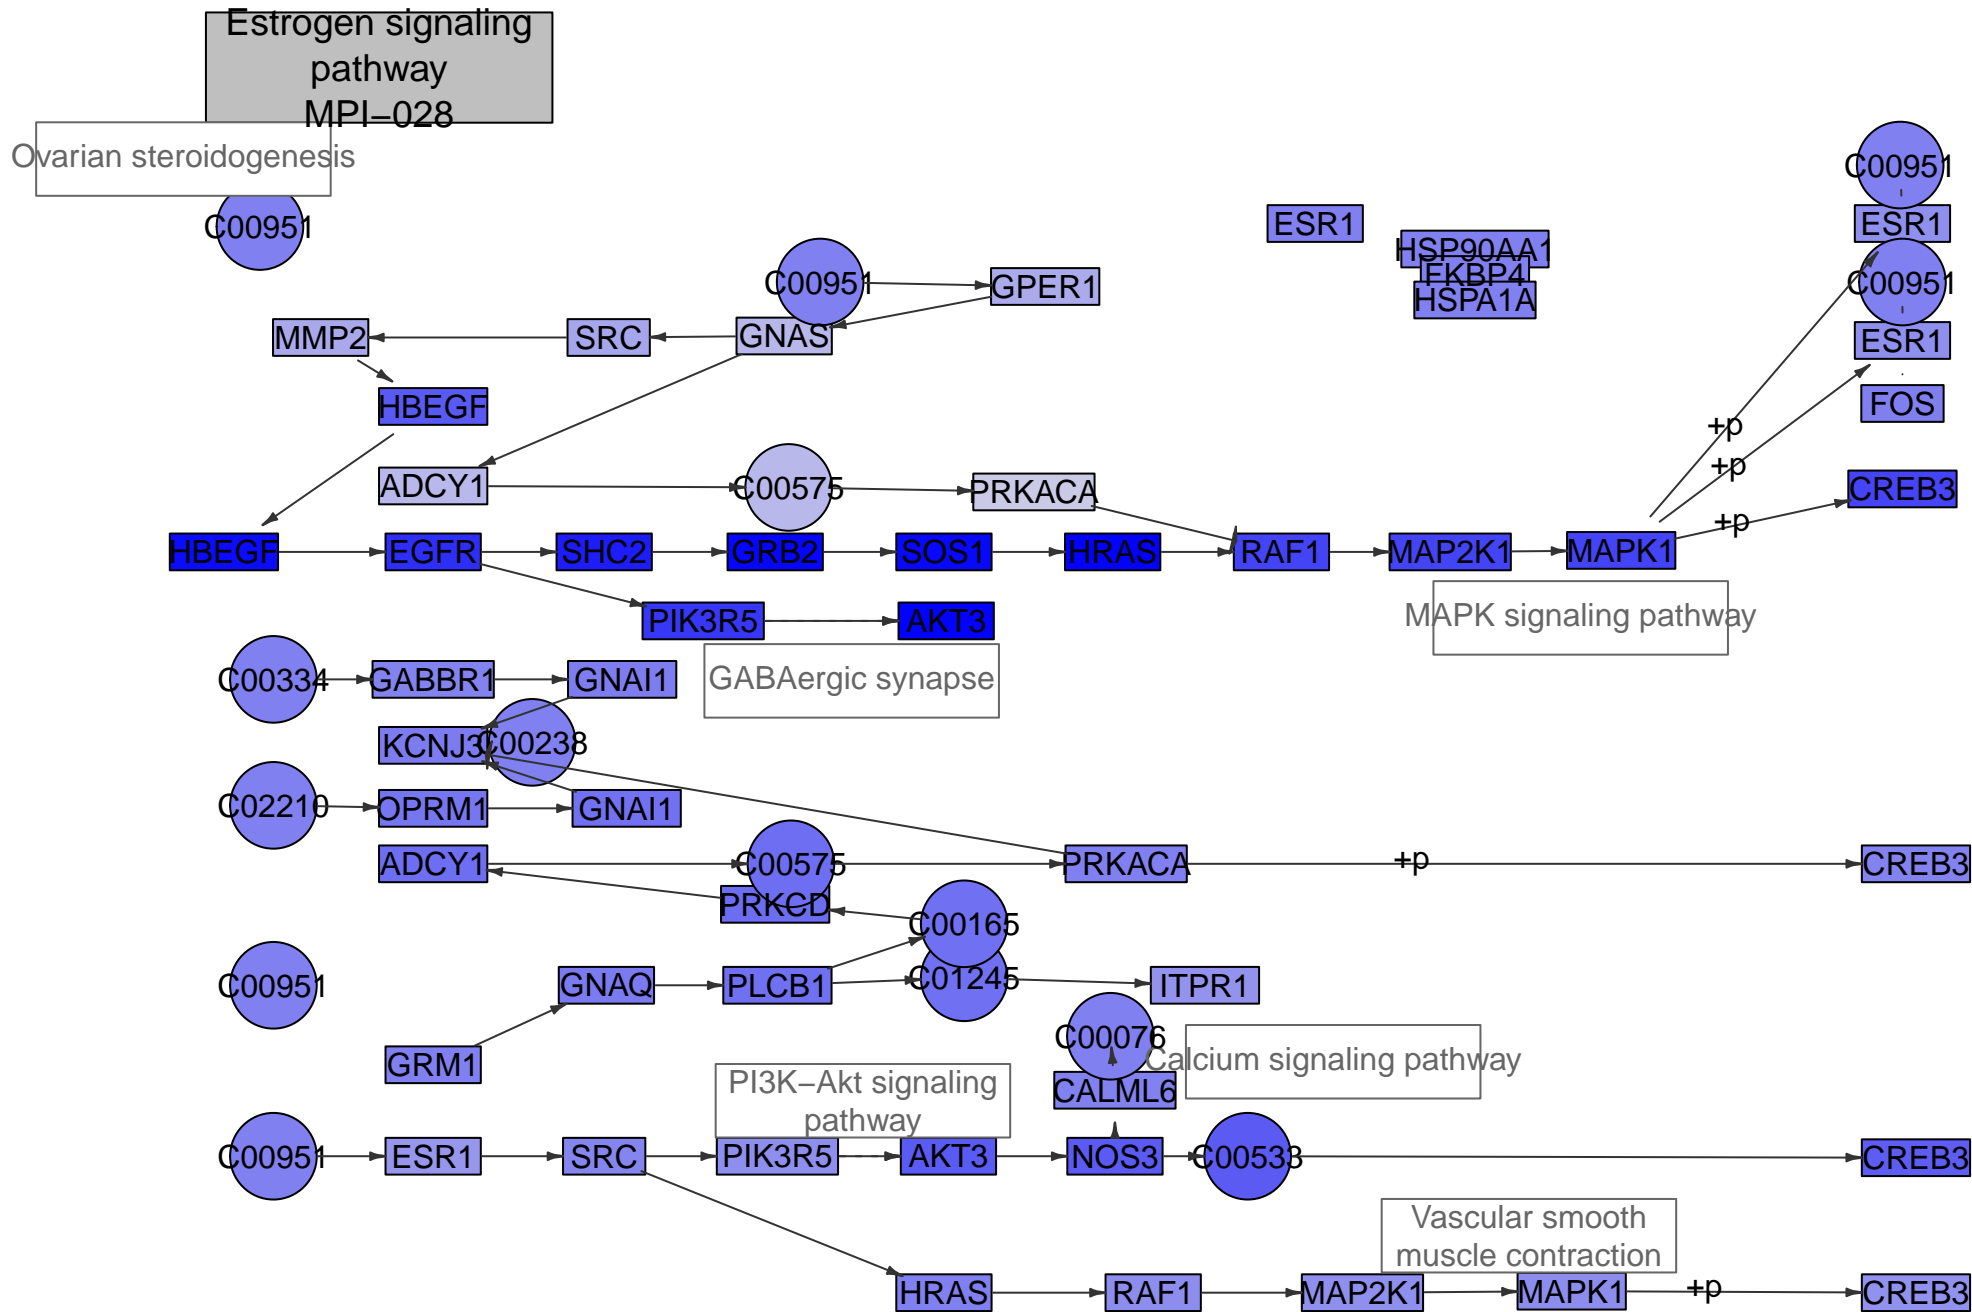 Estrogen signaling
pathway
MPI−028
Ovarian steroidogenesis
C00951
C00951
ESR1
ESR1
HSP90AA1
FKBP4
HSPA1A
C00951
GPER1
C00951
MMP2
SRC
GNAS
ESR1
HBEGF
FOS
+p
+p
ADCY1
C00575
PRKACA
CREB3
+p
HBEGF
EGFR
SHC2
GRB2
SOS1
HRAS
RAF1
MAP2K1
MAPK1
PIK3R5
AKT3
MAPK signaling pathway
C00334
GABBR1
GNAI1
GABAergic synapse
KCNJ3
C00238
C02210
OPRM1
GNAI1
ADCY1
C00575
PRKACA
+p
CREB3
PRKCD
C00165
C00951
GNAQ
PLCB1
C01245
ITPR1
C00076
GRM1
Calcium signaling pathway
PI3K−Akt signaling
pathway
CALML6
C00951
ESR1
SRC
PIK3R5
AKT3
NOS3
C00533
CREB3
Vascular smooth
muscle contraction
HRAS
RAF1
MAP2K1
MAPK1
+p
CREB3